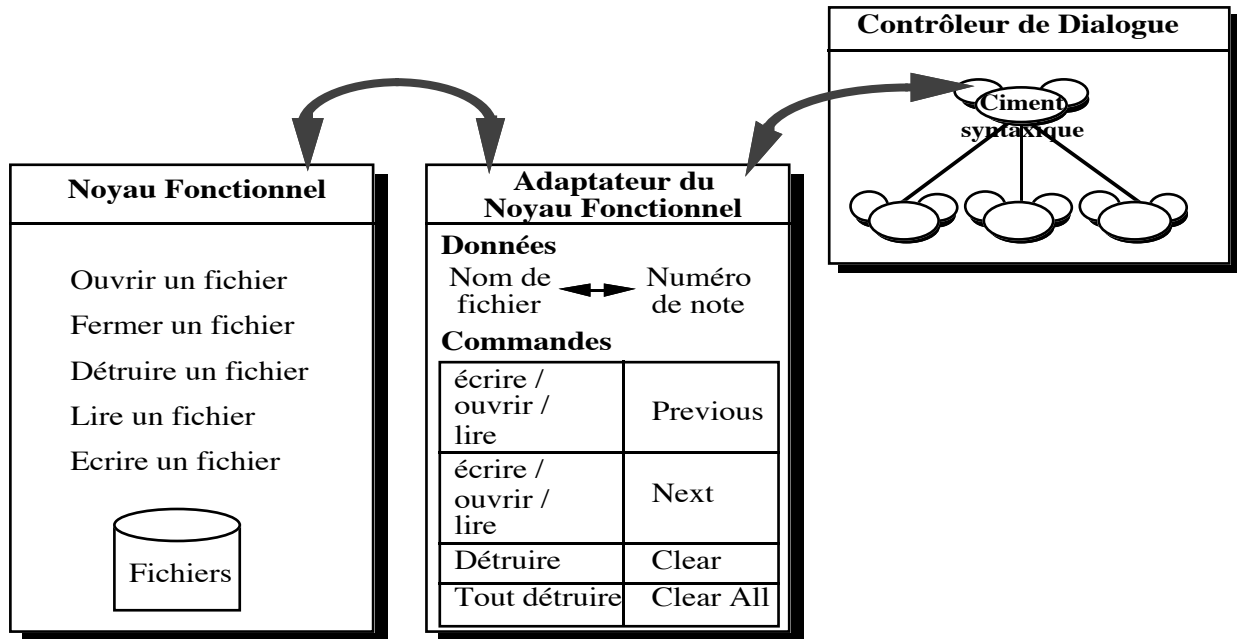 Contrôleur de Dialogue
Ciment
syntaxique
Noyau Fonctionnel
Ouvrir un fichier
Fermer un fichier
Détruire un fichier
Lire un fichier
Ecrire un fichier
Fichiers
Adaptateur du
Noyau Fonctionnel
Données
Nom de
fichier
Numéro
de note
Commandes
écrire /
ouvrir /
lire
Previous
écrire /
ouvrir /
lire
Next
Détruire
Clear
Tout détruire
Clear All